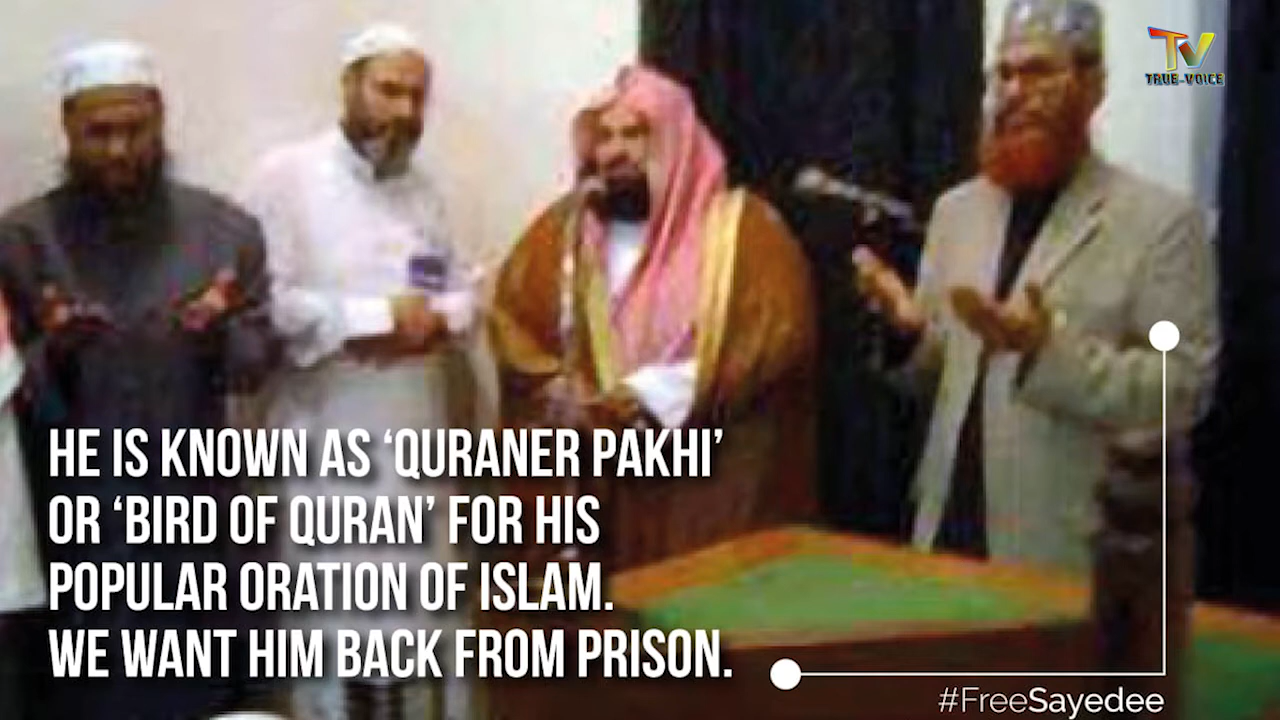 TV
TRUE-VOICE
HE IS KNOWN AS ‘QURANER PAKHI’
OR ‘BIRD OF QURAN’ FOR HIS
POPULAR ORATION OF ISLAM.
WE WANT HIM BACK FROM PRISON.
#FreeSayedee